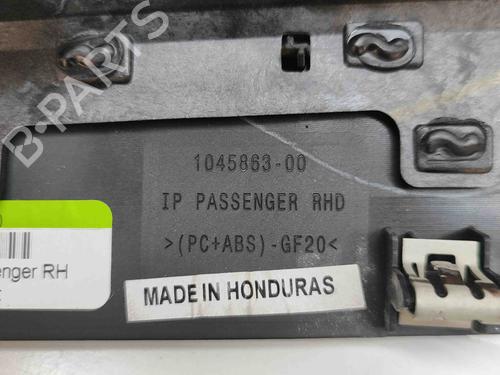 B-PARTS
1045863-00
IP PASSENGER RHD
>(PC+ABS)-GF20<
enger RH
MADE IN HONDURAS